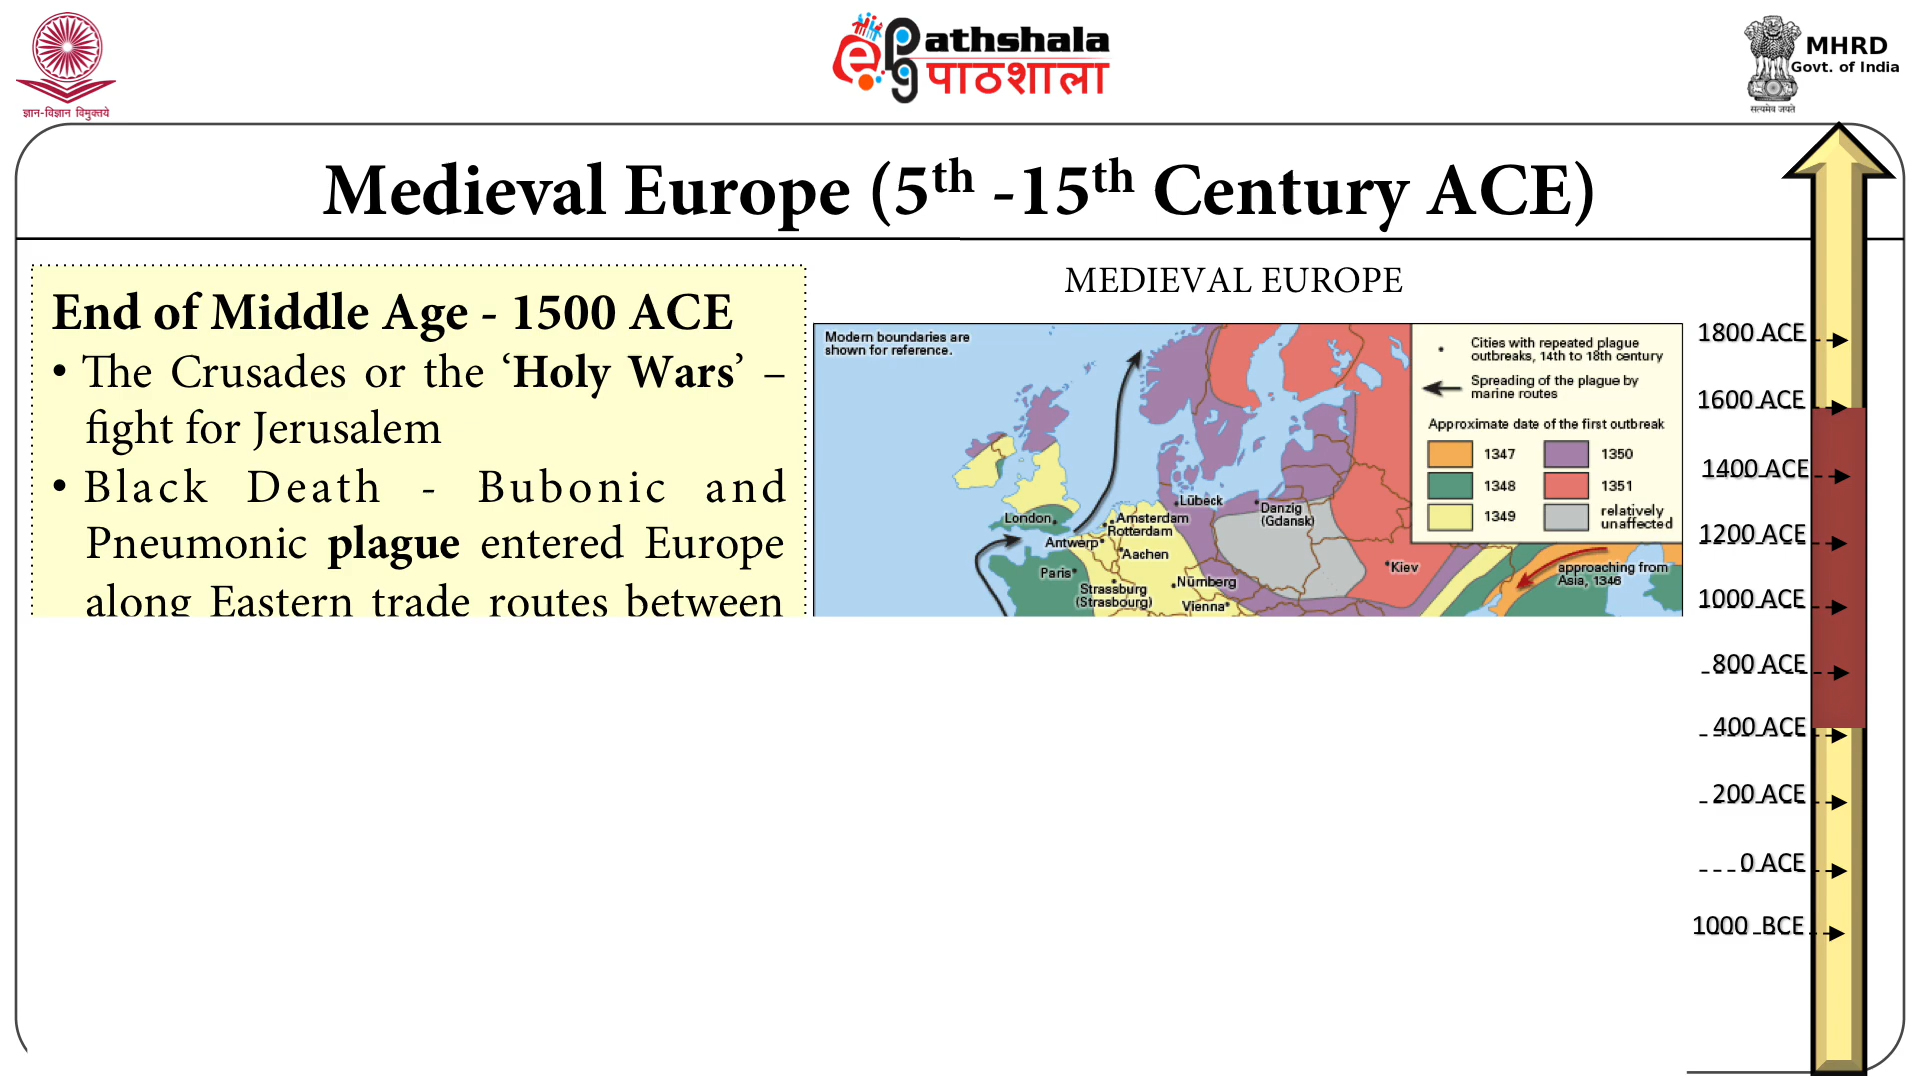 ज्ञान-विज्ञान विमुक्तये
ePathshala
पाठशाला
MHRD
Govt. of India
सत्यमेव जयते
Medieval Europe (5th -15th Century ACE)
End of Middle Age - 1500 ACE
• The Crusades or the ‘Holy Wars’ –
fight for Jerusalem
• Black Death - Bubonic and
Pneumonic plague entered Europe
along Eastern trade routes between
MEDIEVAL EUROPE
Modern boundaries are
shown for reference.
Cities with repeated plague
outbreaks, 14th to 18th century
Spreading of the plague by
marine routes
Approximate date of the first outbreak
1347
1350
1348
1351
1349
relatively
unaffected
Lübeck
Danzig
(Gdansk)
London
Amsterdam
Rotterdam
Antwerp
Aachen
Paris
Kiev
approaching from
Asia, 1346
Strassburg
(Strasbourg)
Nürnberg
Vienna
1800 ACE
1600 ACE
1400 ACE
1200 ACE
1000 ACE
800 ACE
400 ACE
200 ACE
0 ACE
1000 BCE